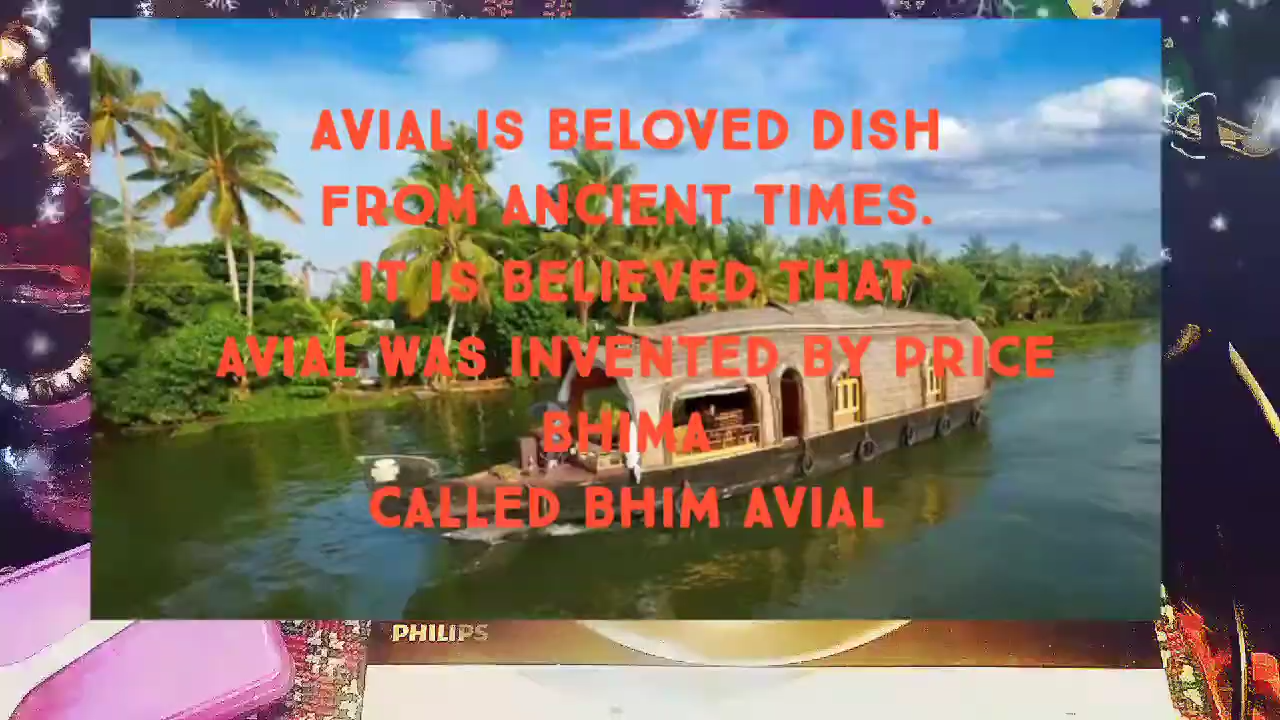 AVIAL IS BELOVED DISH
FROM ANCIENT TIMES.
IT IS BELIEVED THAT
AVIAL WAS INVENTED BY PRICE
BHIMA
CALLED BHIM AVIAL
PHILIPS